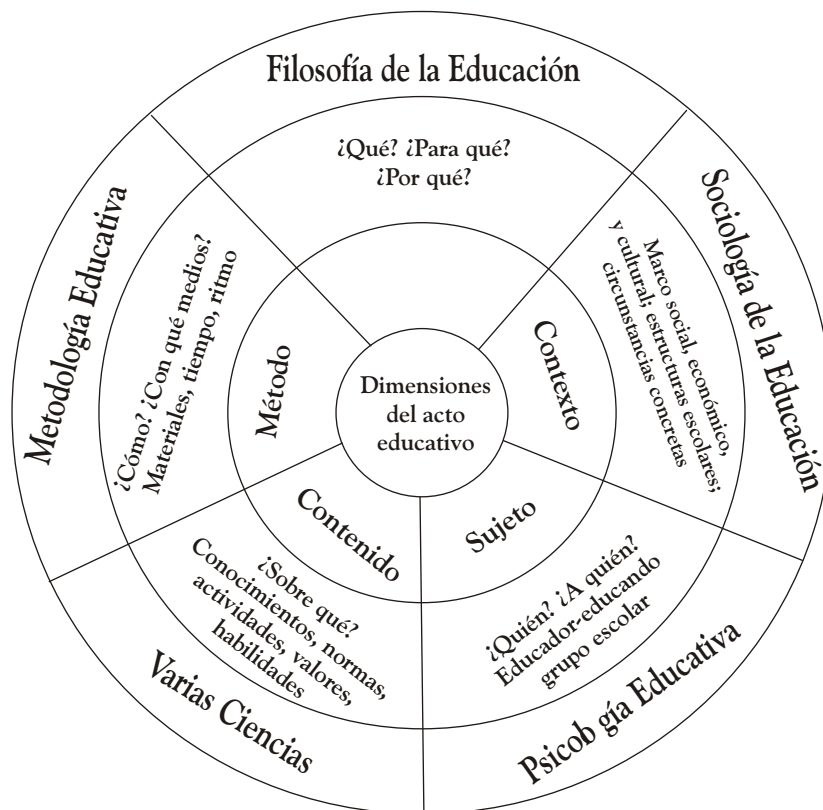 Filosofía de la Educación
¿Qué? ¿Para qué?
¿Por qué?
Sociología de la Educación
Marco social, económico,
y cultural; estructuras escolares;
circunstancias concretas
Contexto
Psicob gía Educativa
¿Quién? ¿A quién?
Educador-educando
grupo escolar
Sujeto
Varias Ciencias
¿Sobre qué?
Conocimientos, normas,
actividades, valores,
habilidades
Contenido
Metodología Educativa
¿Cómo? ¿Con qué medios?
Materiales, tiempo, ritmo
Método
Dimensiones
del acto
educativo